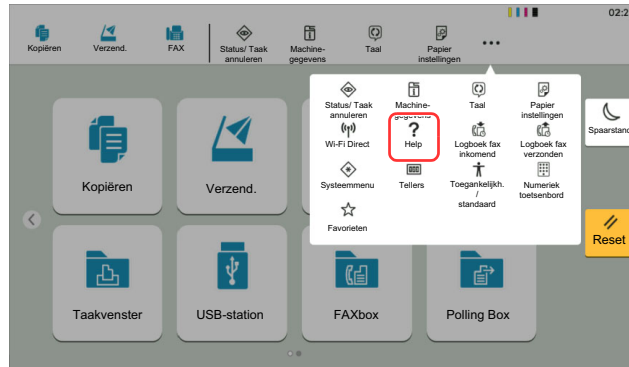 02:2
Kopiëren
Verzend.
FAX
Status/ Taak
annuleren
Machine-
gegevens
Taal
Papier
instellingen
Status/ Taak
annuleren
Machine-
gegevens
Taal
Papier
instellingen
Wi-Fi Direct
Help
Logboek fax
inkomend
Logboek fax
verzonden
Systeemmenu
Tellers
Toegankelijkh.
/
standaard
Numeriek
toetsenbord
Favorieten
Spaarstand
Reset
Kopiëren
Verzend.
Taakvenster
USB-station
FAXbox
Polling Box